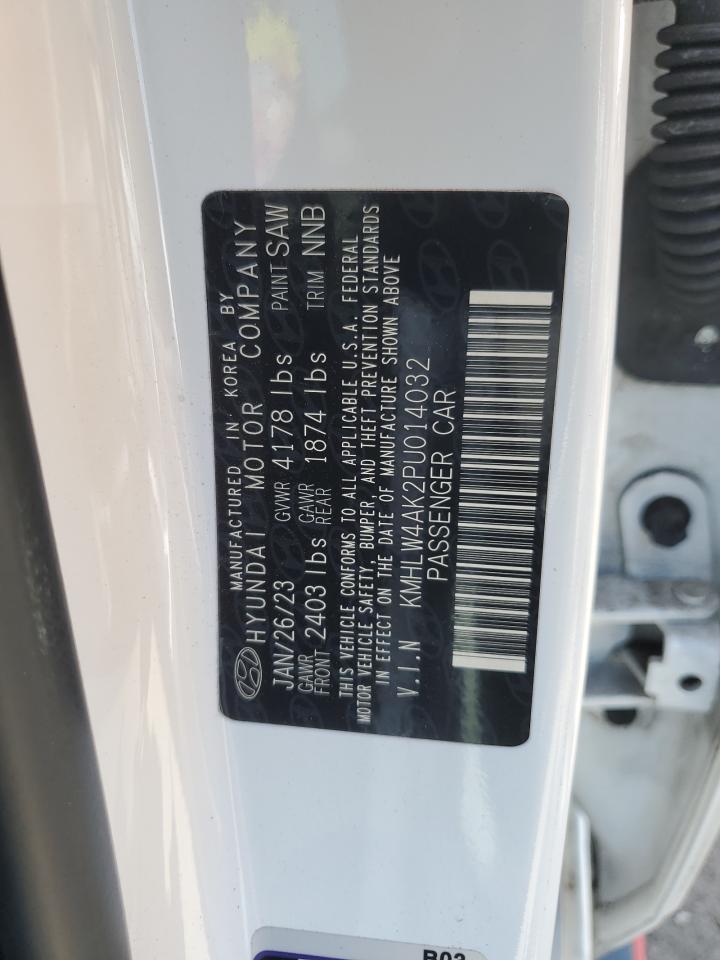 MANUFACTURED IN KOREA BY
HYUNDAI MOTOR COMPANY
JAN/26/23 GVWR 4178 lbs PAINT SAW
GAWR FRONT 2403 lbs GAWR REAR 1874 lbs TRIM NNB
THIS VEHICLE CONFORMS TO ALL APPLICABLE U.S.A. FEDERAL
MOTOR VEHICLE SAFETY, BUMPER, AND THEFT PREVENTION STANDARDS
IN EFFECT ON THE DATE OF MANUFACTURE SHOWN ABOVE
V.I.N KMHLW4AK2PU014032
PASSENGER CAR
B03